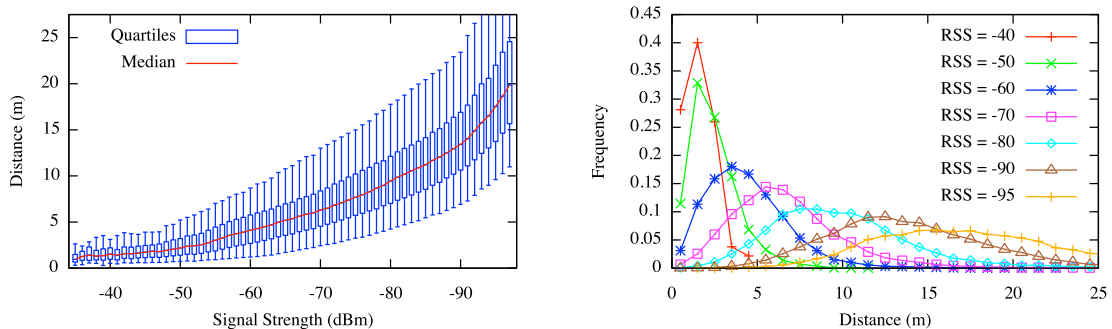 25
20
15
10
5
0
Distance (m)
Quartiles
Median
-40
-50
-60
-70
-80
-90
Signal Strength (dBm)
0.45
0.4
0.35
0.3
0.25
0.2
0.15
0.1
0.05
0
Frequency
RSS = -40
RSS = -50
RSS = -60
RSS = -70
RSS = -80
RSS = -90
RSS = -95
0
5
10
15
20
25
Distance (m)